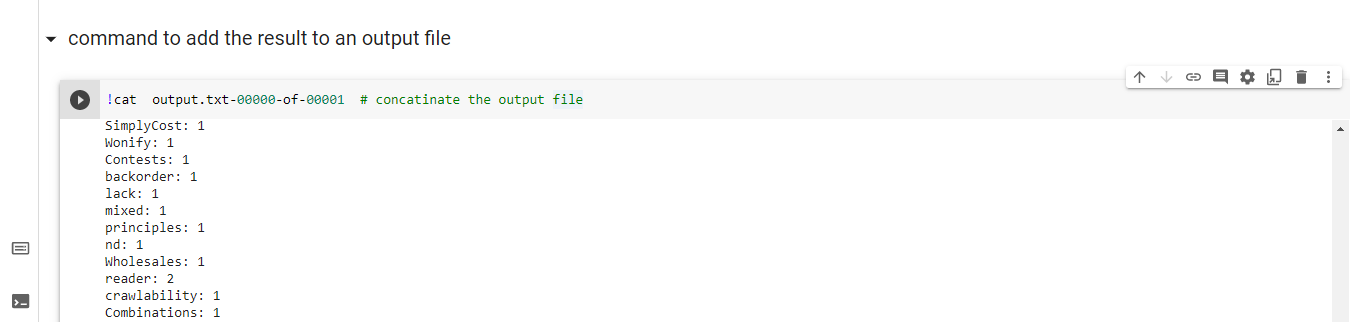 command to add the result to an output file
!cat  output.txt-00000-of-00001  # concatinate the output file
SimplyCost: 1
Wonify: 1
Contests: 1
backorder: 1
lack: 1
mixed: 1
principles: 1
nd: 1
Wholesales: 1
reader: 2
crawlability: 1
Combinations: 1